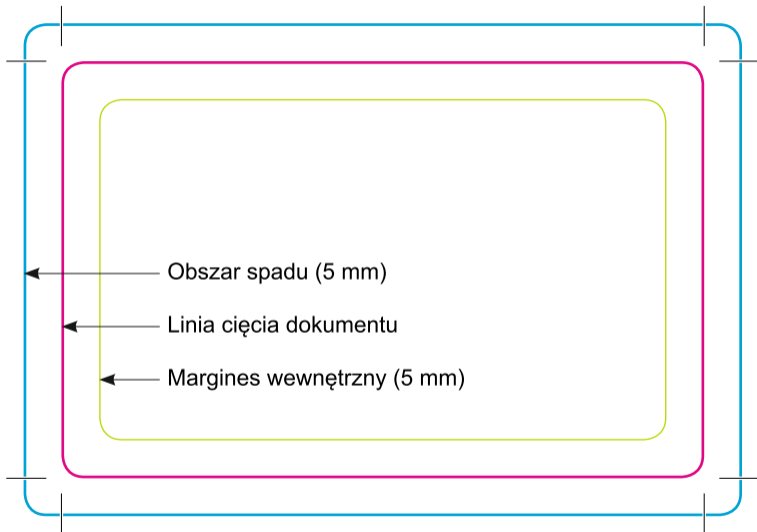 Obszar spadu (5 mm)
Linia cięcia dokumentu
Margines wewnętrzny (5 mm)